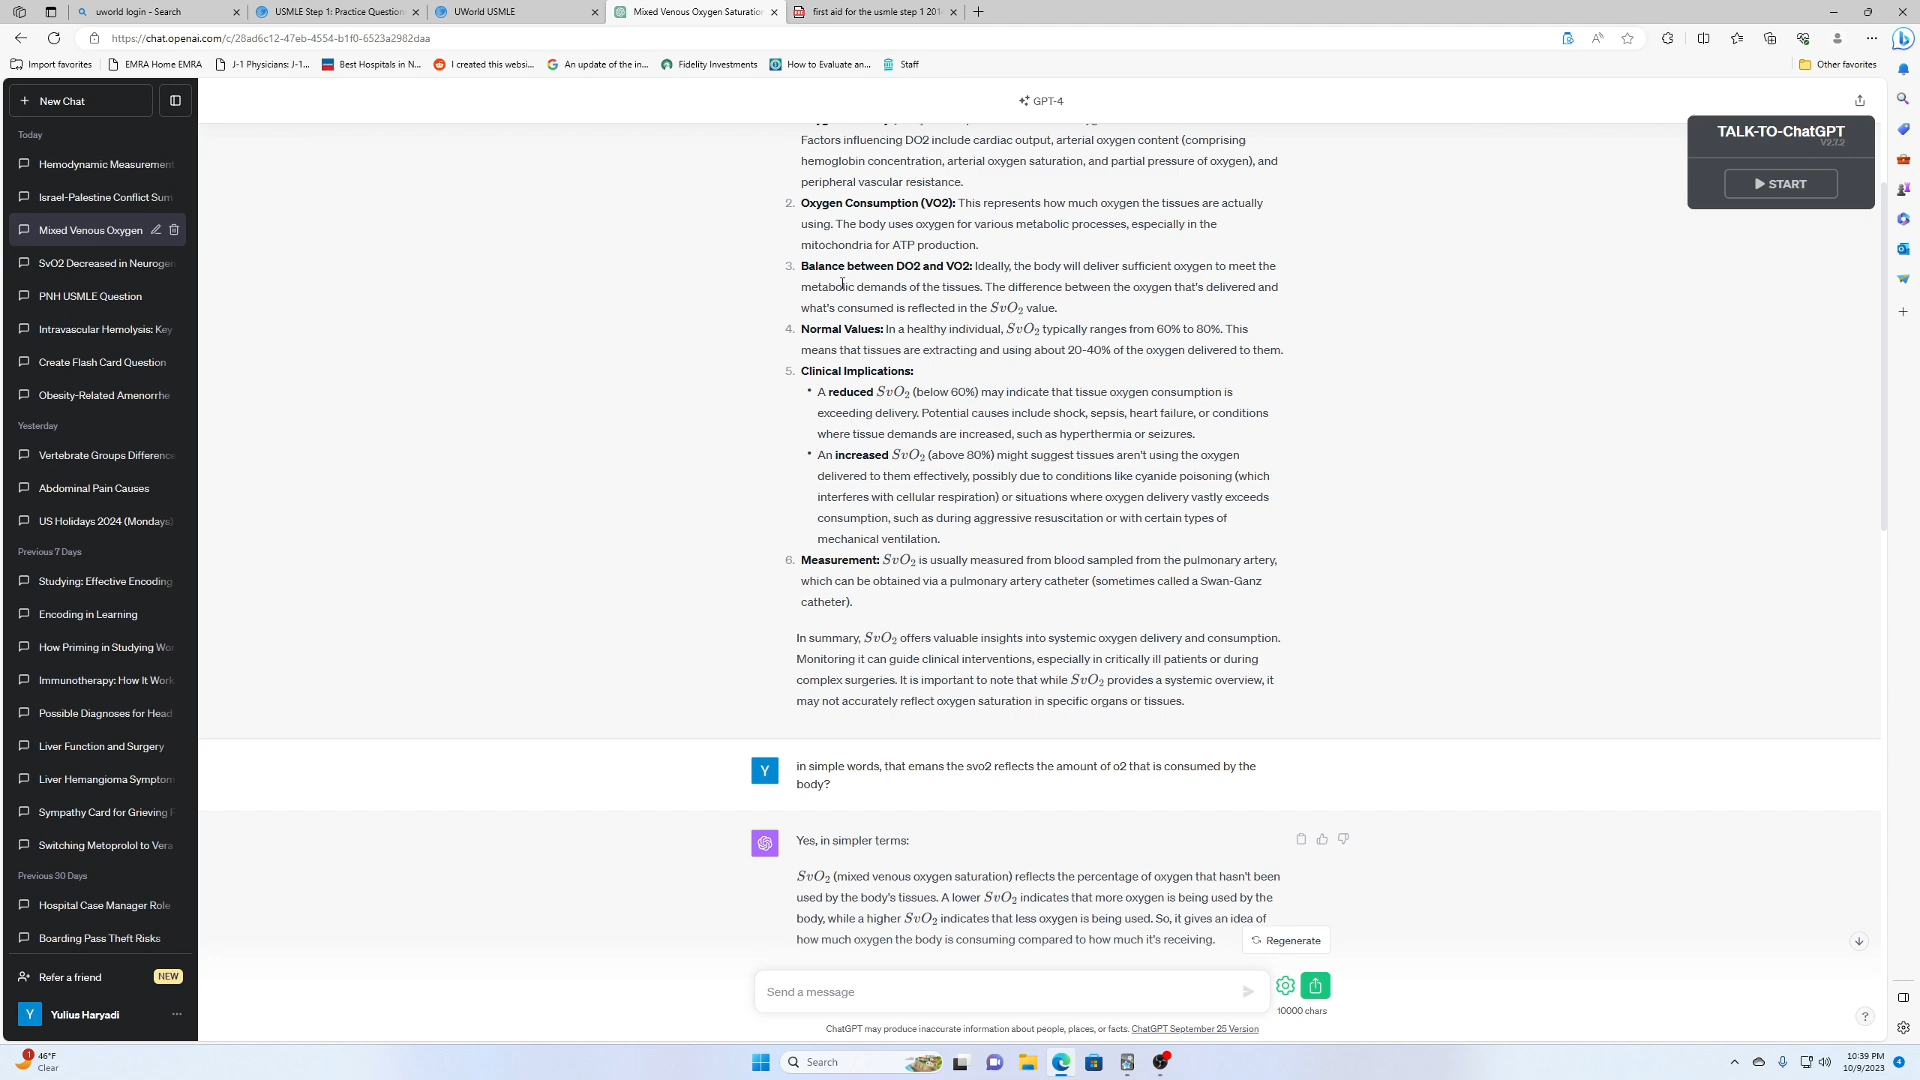 uworld login - Search
USMLE Step 1: Practice Question
UWorld USMLE
Mixed Venous Oxygen Saturation
first aid for the usmle step 1 201
https://chat.openai.com/c/28ad6c12-47eb-4554-b1f0-6523a2982daa
Import favorites
EMRA Home EMRA
J-1 Physicians: J-1...
Best Hospitals in N...
I created this websi...
An update of the in...
Fidelity Investments
How to Evaluate an...
Staff
Other favorites
New Chat
GPT-4
TALK-TO-ChatGPT
V2.7.2
START
Today
Hemodynamic Measurement
Israel-Palestine Conflict Sum
Mixed Venous Oxygen
SvO2 Decreased in Neurogen
PNH USMLE Question
Intravascular Hemolysis: Key
Create Flash Card Question
Obesity-Related Amenorrhe
Yesterday
Vertebrate Groups Difference
Abdominal Pain Causes
US Holidays 2024 (Mondays)
Previous 7 Days
Studying: Effective Encoding
Encoding in Learning
How Priming in Studying Wor
Immunotherapy: How It Work
Possible Diagnoses for Head
Liver Function and Surgery
Liver Hemangioma Symptom
Sympathy Card for Grieving F
Switching Metoprolol to Vera
Previous 30 Days
Hospital Case Manager Role
Boarding Pass Theft Risks
Refer a friend NEW
Y Yulius Haryadi
Factors influencing DO2 include cardiac output, arterial oxygen content (comprising
hemoglobin concentration, arterial oxygen saturation, and partial pressure of oxygen), and
peripheral vascular resistance.
2. Oxygen Consumption (VO2): This represents how much oxygen the tissues are actually
using. The body uses oxygen for various metabolic processes, especially in the
mitochondria for ATP production.
3. Balance between DO2 and VO2: Ideally, the body will deliver sufficient oxygen to meet the
metabolic demands of the tissues. The difference between the oxygen that's delivered and
what's consumed is reflected in the SvO₂ value.
4. Normal Values: In a healthy individual, SvO₂ typically ranges from 60% to 80%. This
means that tissues are extracting and using about 20-40% of the oxygen delivered to them.
5. Clinical Implications:
• A reduced SvO₂ (below 60%) may indicate that tissue oxygen consumption is
exceeding delivery. Potential causes include shock, sepsis, heart failure, or conditions
where tissue demands are increased, such as hyperthermia or seizures.
• An increased SvO₂ (above 80%) might suggest tissues aren't using the oxygen
delivered to them effectively, possibly due to conditions like cyanide poisoning (which
interferes with cellular respiration) or situations where oxygen delivery vastly exceeds
consumption, such as during aggressive resuscitation or with certain types of
mechanical ventilation.
6. Measurement: SvO₂ is usually measured from blood sampled from the pulmonary artery,
which can be obtained via a pulmonary artery catheter (sometimes called a Swan-Ganz
catheter).
In summary, SvO₂ offers valuable insights into systemic oxygen delivery and consumption.
Monitoring it can guide clinical interventions, especially in critically ill patients or during
complex surgeries. It is important to note that while SvO₂ provides a systemic overview, it
may not accurately reflect oxygen saturation in specific organs or tissues.
Y
in simple words, that emans the svo2 reflects the amount of o2 that is consumed by the
body?
Yes, in simpler terms:
SvO₂ (mixed venous oxygen saturation) reflects the percentage of oxygen that hasn't been
used by the body's tissues. A lower SvO₂ indicates that more oxygen is being used by the
body, while a higher SvO₂ indicates that less oxygen is being used. So, it gives an idea of
how much oxygen the body is consuming compared to how much it's receiving.
Regenerate
Send a message
10000 chars
ChatGPT may produce inaccurate information about people, places, or facts. ChatGPT September 25 Version
?
1
46°F
Clear
Search
10:39 PM
10/9/2023
4